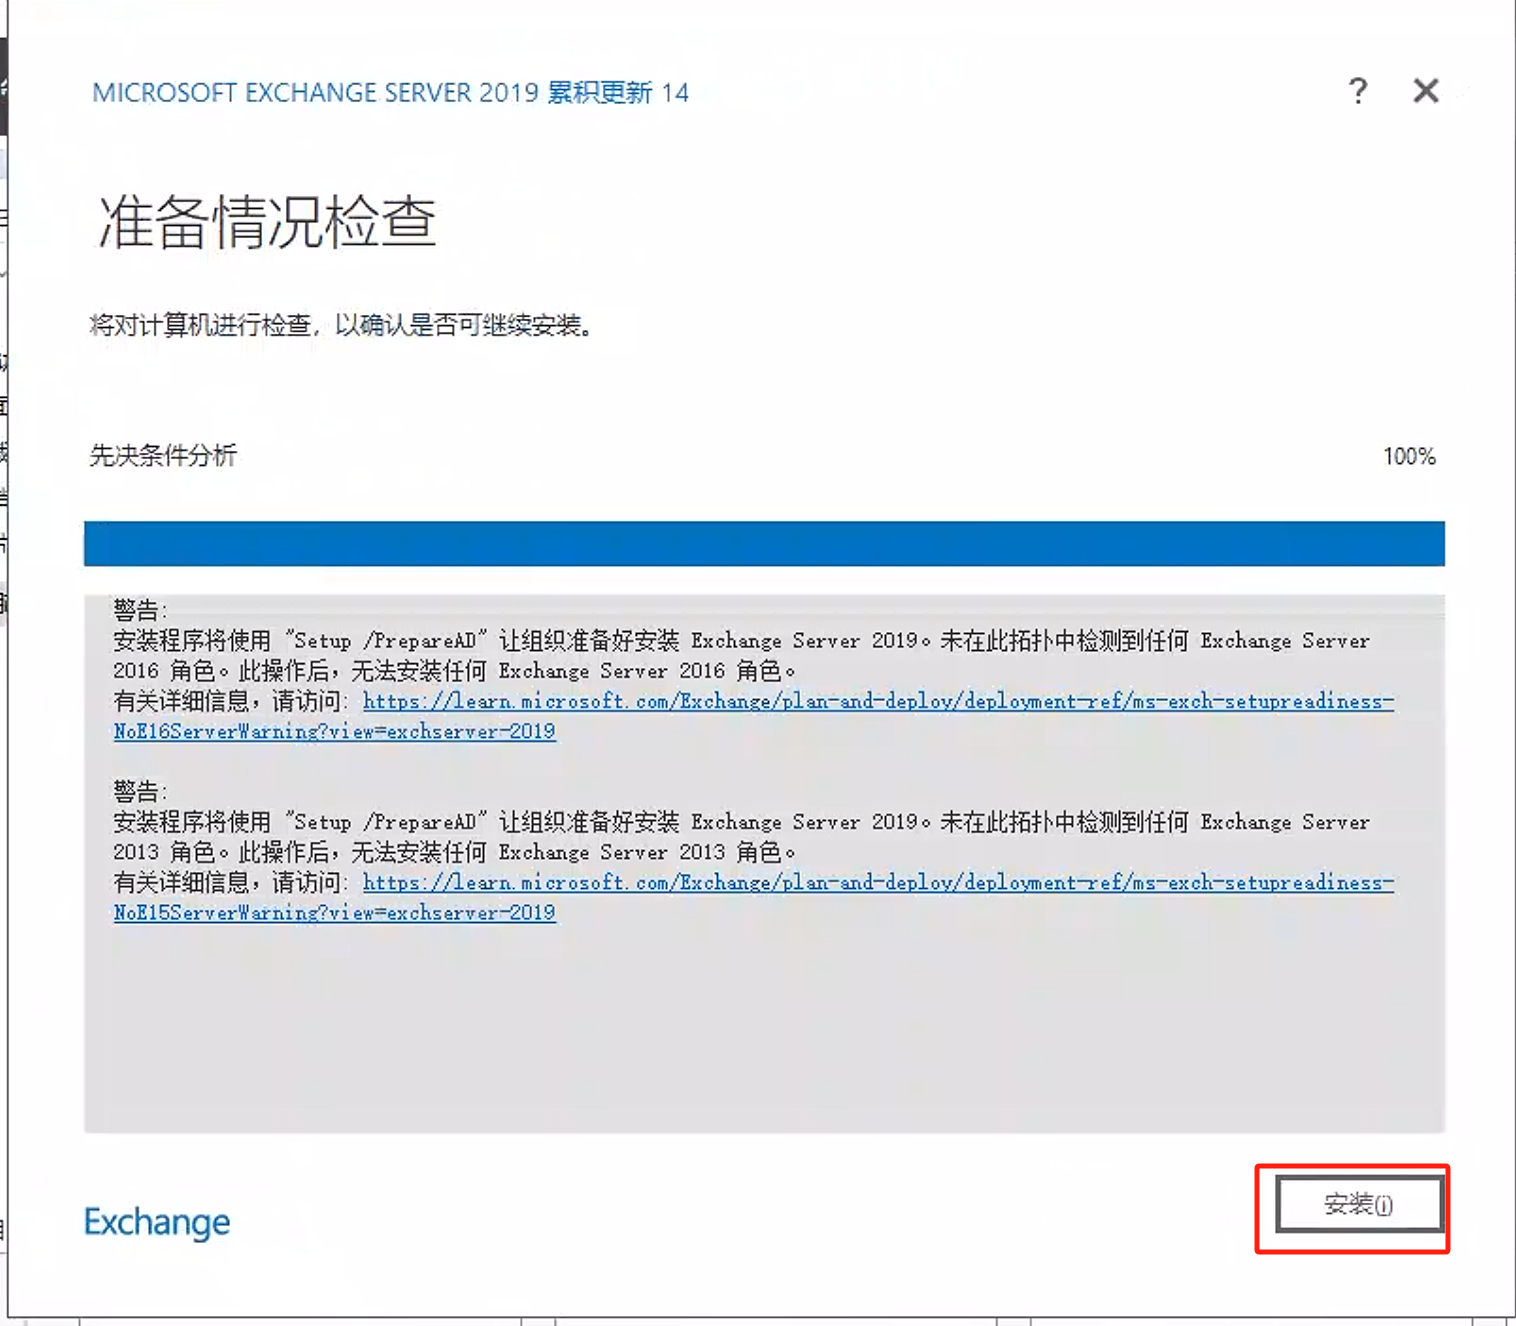 MICROSOFT EXCHANGE SERVER 2019 累积更新 14
? ✕
准备情况检查
将对计算机进行检查，以确认是否可继续安装。
先决条件分析
100%
警告:
安装程序将使用 "Setup /PrepareAD" 让组织准备好安装 Exchange Server 2019。未在此拓扑中检测到任何 Exchange Server
2016 角色。此操作后，无法安装任何 Exchange Server 2016 角色。
有关详细信息，请访问: https://learn.microsoft.com/Exchange/plan-and-deploy/deployment-ref/ms-exch-setupreadiness-
NoE16ServerWarning?view=exchserver-2019
警告:
安装程序将使用 "Setup /PrepareAD" 让组织准备好安装 Exchange Server 2019。未在此拓扑中检测到任何 Exchange Server
2013 角色。此操作后，无法安装任何 Exchange Server 2013 角色。
有关详细信息，请访问: https://learn.microsoft.com/Exchange/plan-and-deploy/deployment-ref/ms-exch-setupreadiness-
NoE15ServerWarning?view=exchserver-2019
Exchange
安装(i)